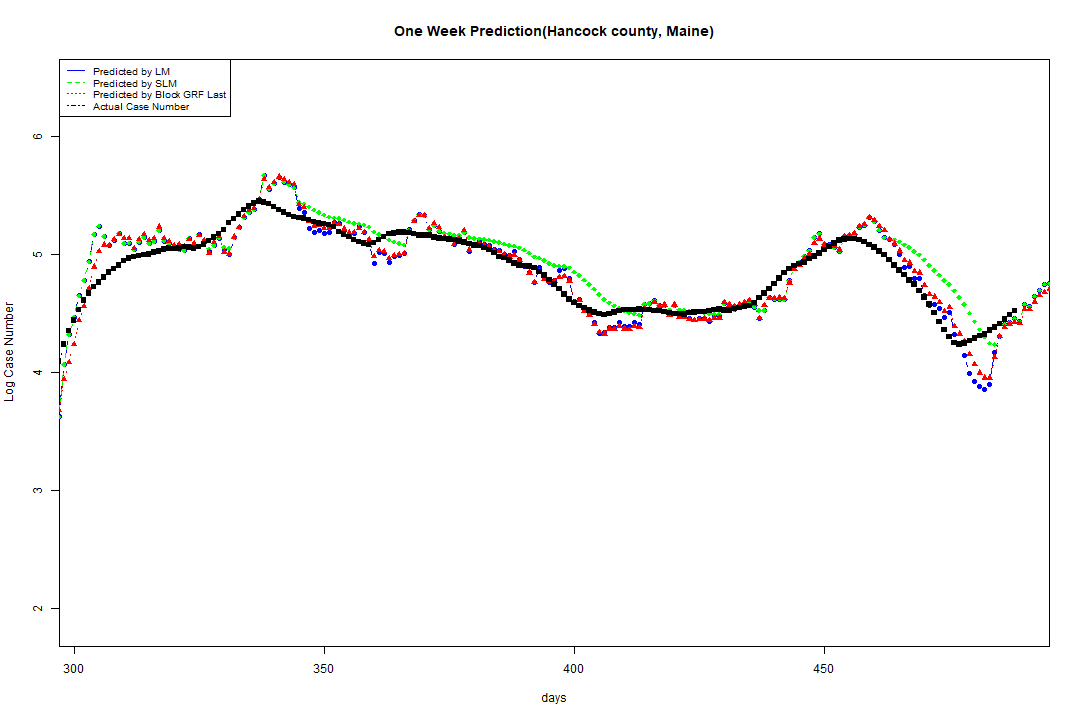 One Week Prediction(Hancock county, Maine)
Predicted by LM
Predicted by SLM
Predicted by Block GRF Last
Actual Case Number
6
5
4
3
2
Log Case Number
300 350 400 450
days